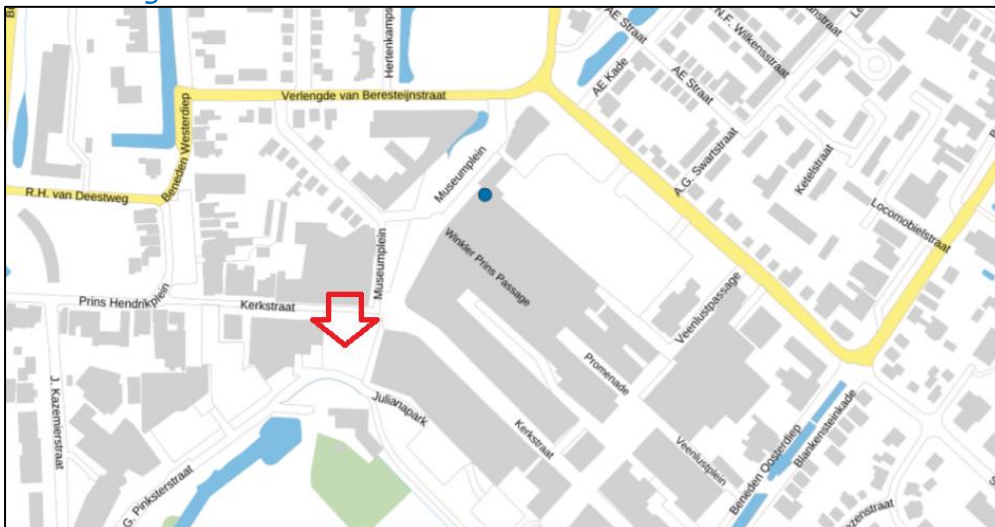 Hertenkamps
AE Straat
N.F. Wilkensstraat
AE Kade
AE Straat
Verlengde van Beresteijnstraat
Beneden Westerdiep
A.G. Swartstraat
Ketelstraat
Museumplein
R.H. van Deestweg
Locomobielstraat
Winkler Prins Passage
Museumplein
Prins Hendrikplein
Kerkstraat
Veenlustpassage
Promenade
J. Kazemierstraat
Julianapark
Kerkstraat
Veenlustplein
Beneden Oosterdiep
Blankensteinkade
G. Pinksterstraat
zenstraat